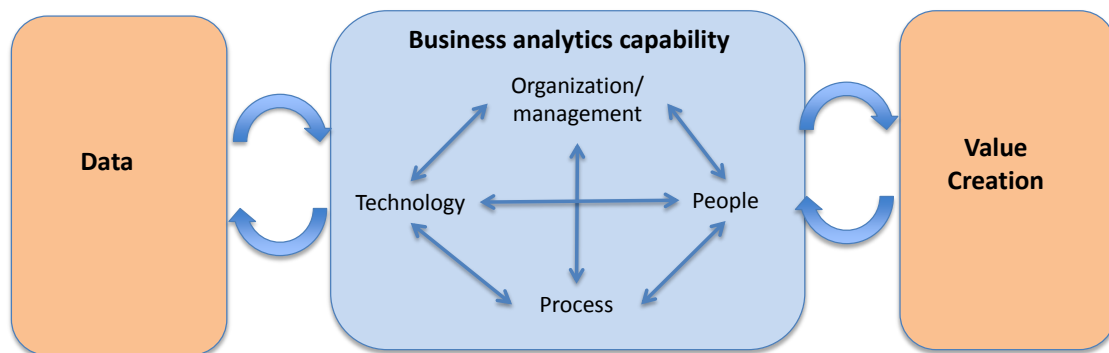 Business analytics capability
Organization/
management
Data
Value
Creation
Technology
People
Process